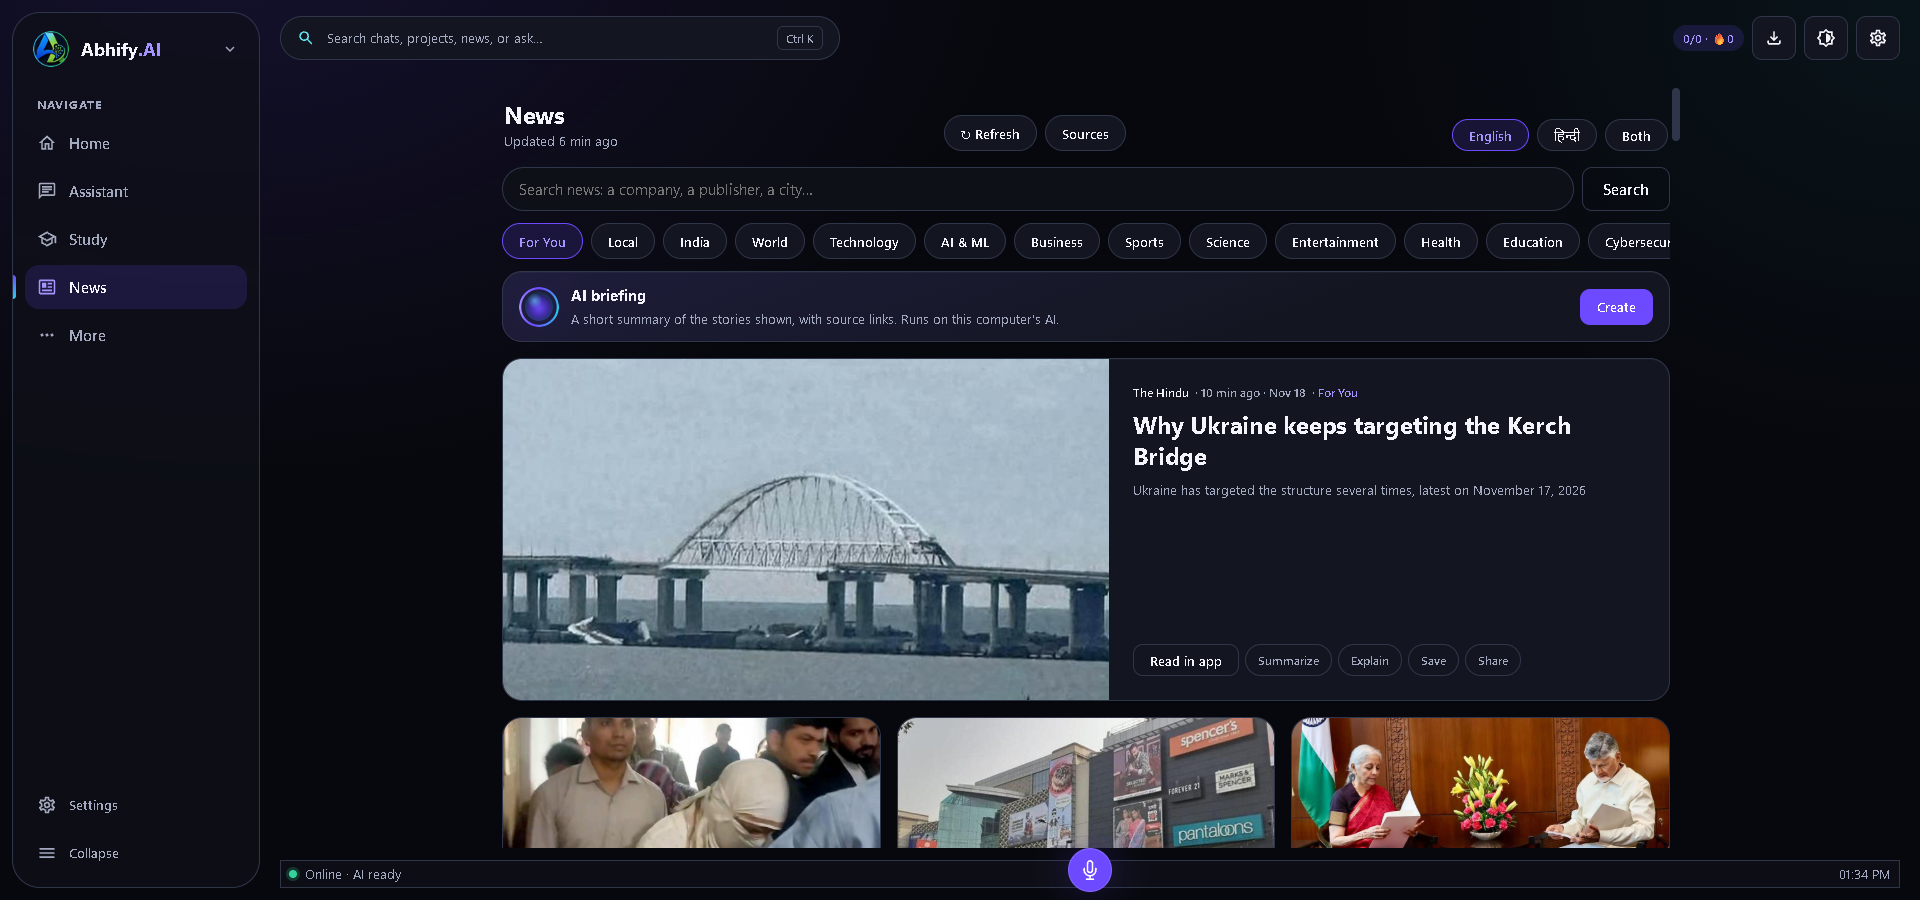 Abhify.AI
Search chats, projects, news, or ask...
Ctrl K
0/0 · 🔥 0
NAVIGATE
Home
Assistant
Study
News
More
Settings
Collapse
News
Updated 6 min ago
↻ Refresh
Sources
English
हिन्दी
Both
Search news: a company, a publisher, a city...
Search
For You
Local
India
World
Technology
AI & ML
Business
Sports
Science
Entertainment
Health
Education
Cybersecur
AI briefing
A short summary of the stories shown, with source links. Runs on this computer's AI.
Create
The Hindu · 10 min ago · Nov 18 · For You
Why Ukraine keeps targeting the Kerch
Bridge
Ukraine has targeted the structure several times, latest on November 17, 2026
Read in app
Summarize
Explain
Save
Share
spencer's
MARKS &
SPENCER
FOREVER 21
pantaloons
Online · AI ready
01:34 PM